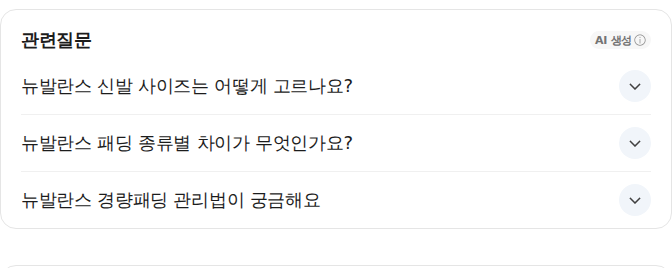 관련질문
AI 생성
뉴발란스 신발 사이즈는 어떻게 고르나요?
뉴발란스 패딩 종류별 차이가 무엇인가요?
뉴발란스 경량패딩 관리법이 궁금해요